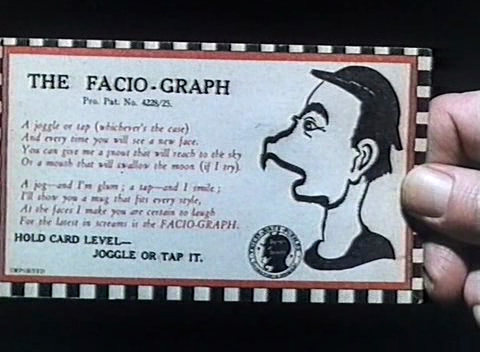 THE FACIO-GRAPH
Pro. Pat. No. 4228/25.
A joggle or tap (whichever's the case)
And every time you will see a new face.
You can give me a snout that will reach to the sky
Or a mouth that will swallow the moon (if I try).
A jog—and I'm glum; a tap—and I smile;
I'll show you a mug that fits every style,
At the faces I make you are certain to laugh
For the latest in screams is the FACIO-GRAPH.
HOLD CARD LEVEL—
JOGGLE OR TAP IT.
IMPORTED